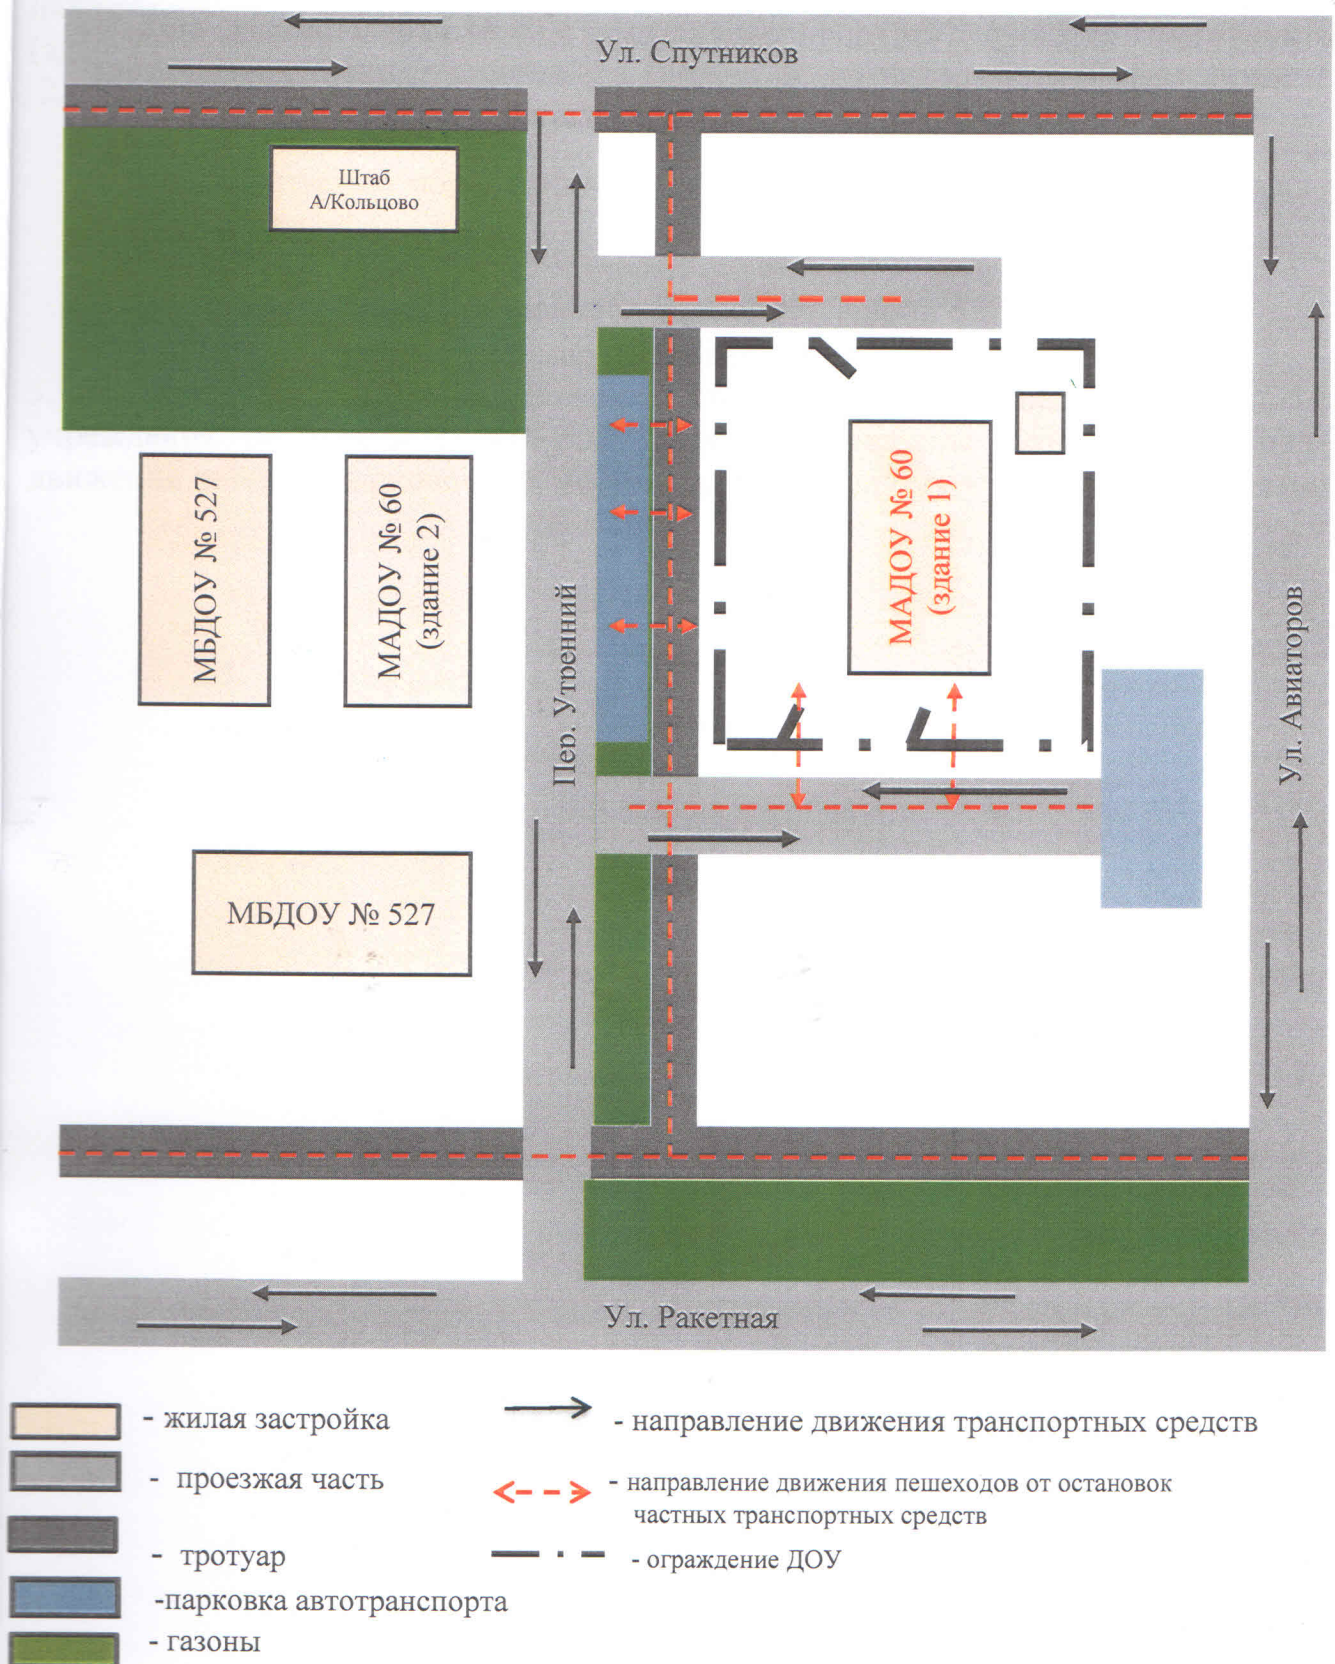 Ул. Спутников
Штаб
А/Кольцово
МБДОУ № 527
МАДОУ № 60
(здание 2)
Пер. Утренний
МАДОУ № 60
(здание 1)
Ул. Авиаторов
МБДОУ № 527
Ул. Ракетная
- жилая застройка
- проезжая часть
- тротуар
-парковка автотранспорта
- газоны
- направление движения транспортных средств
- направление движения пешеходов от остановок
частных транспортных средств
- ограждение ДОУ